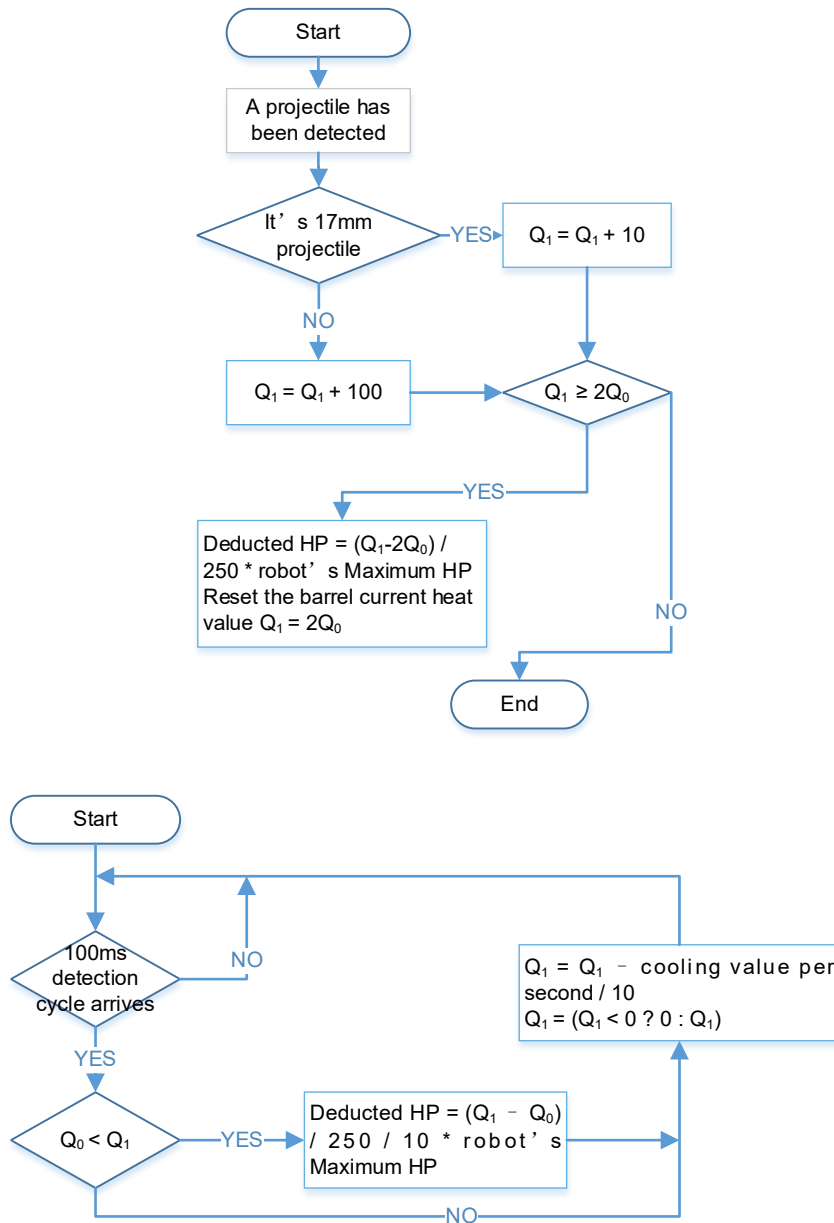 Start
A projectile has
been detected
It’s 17mm
projectile
YES
Q₁ = Q₁ + 10
NO
Q₁ = Q₁ + 100
Q₁ ≥ 2Q₀
YES
Deducted HP = (Q₁-2Q₀) /
250 * robot’s Maximum HP
Reset the barrel current heat
value Q₁ = 2Q₀
NO
End
Start
100ms
detection
cycle arrives
NO
YES
Q₁ = Q₁ – cooling value per
second / 10
Q₁ = (Q₁ < 0 ? 0 : Q₁)
Q₀ < Q₁
YES
Deducted HP = (Q₁ – Q₀)
/ 250 / 10 * robot’s
Maximum HP
NO